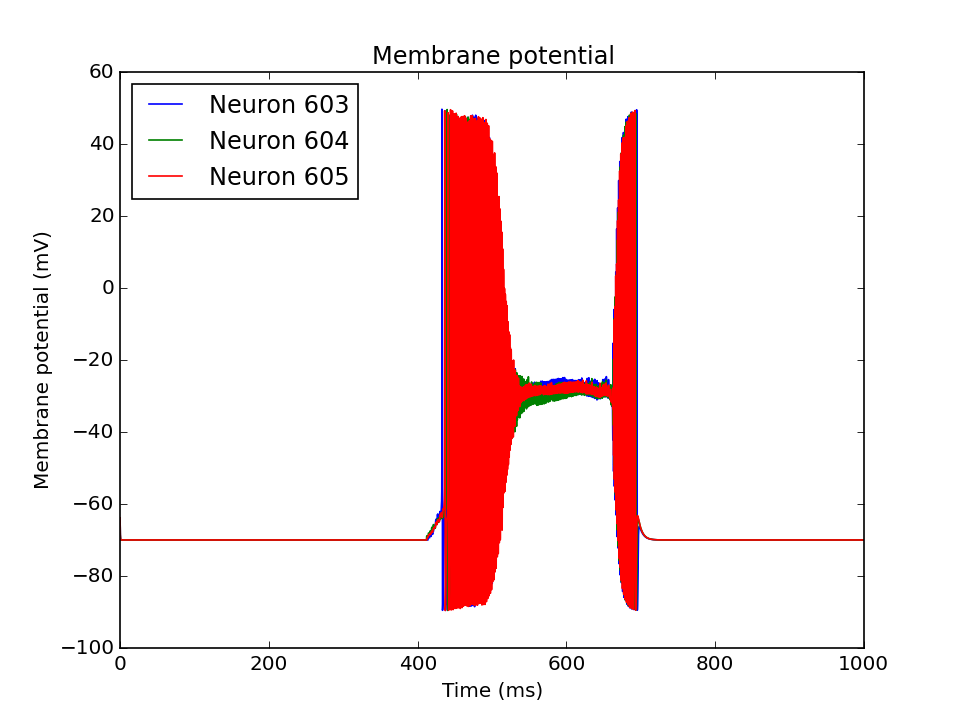 Membrane potential
60
40
20
0
−20
−40
−60
−80
−100
Membrane potential (mV)
Neuron 603
Neuron 604
Neuron 605
0 200 400 600 800 1000
Time (ms)